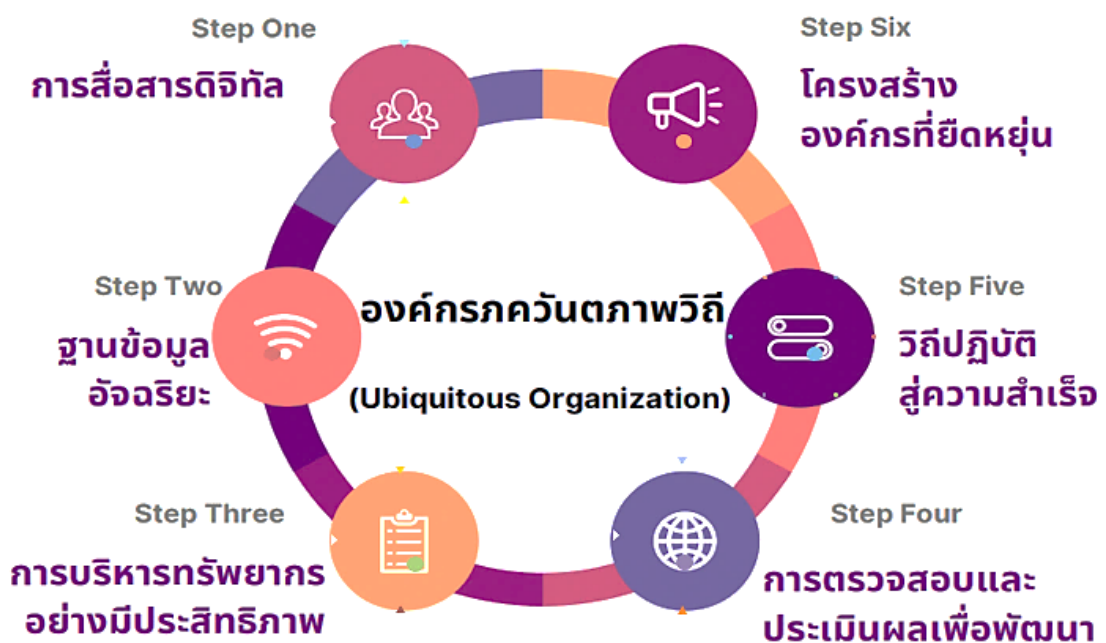 Step One
การสื่อสารดิจิทัล
Step Two
ฐานข้อมูล
อัจฉริยะ
Step Three
การบริหารทรัพยากร
อย่างมีประสิทธิภาพ
Step Four
การตรวจสอบและ
ประเมินผลเพื่อพัฒนา
Step Five
วิถีปฏิบัติ
สู่ความสำเร็จ
Step Six
โครงสร้าง
องค์กรที่ยืดหยุ่น
องค์กรภควันตภาพวิถี
(Ubiquitous Organization)